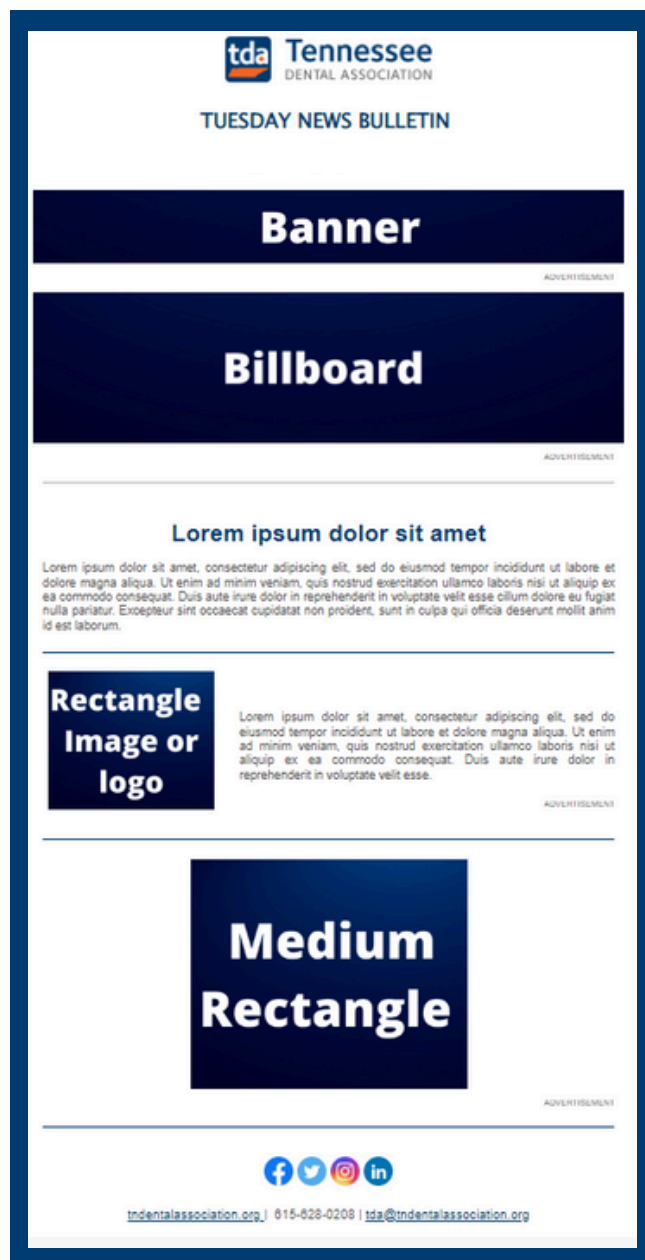 tda Tennessee
DENTAL ASSOCIATION
TUESDAY NEWS BULLETIN
Banner
ADVERTISEMENT
Billboard
ADVERTISEMENT
Lorem ipsum dolor sit amet
Lorem ipsum dolor sit amet, consectetur adipiscing elit, sed do eiusmod tempor incididunt ut labore et
dolore magna aliqua. Ut enim ad minim veniam, quis nostrud exercitation ullamco laboris nisi ut aliquip ex
ea commodo consequat. Duis aute irure dolor in reprehenderit in voluptate velit esse cillum dolore eu fugiat
nulla pariatur. Excepteur sint occaecat cupidatat non proident, sunt in culpa qui officia deserunt mollit anim
id est laborum.
Rectangle
Image or
logo
Lorem ipsum dolor sit amet, consectetur adipiscing elit, sed do
eiusmod tempor incididunt ut labore et dolore magna aliqua. Ut enim
ad minim veniam, quis nostrud exercitation ullamco laboris nisi ut
aliquip ex ea commodo consequat. Duis aute irure dolor in
reprehenderit in voluptate velit esse.
ADVERTISEMENT
Medium
Rectangle
ADVERTISEMENT
f in
tndentalassociation.org | 615-628-0208 | tda@tndentalassociation.org